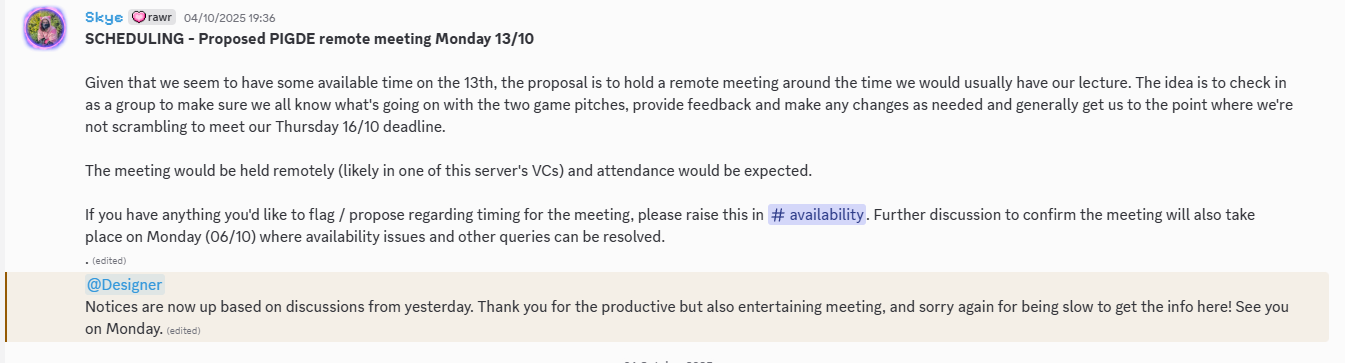 Skye rawr 04/10/2025 19:36
SCHEDULING - Proposed PIGDE remote meeting Monday 13/10
Given that we seem to have some available time on the 13th, the proposal is to hold a remote meeting around the time we would usually have our lecture. The idea is to check in
as a group to make sure we all know what's going on with the two game pitches, provide feedback and make any changes as needed and generally get us to the point where we're
not scrambling to meet our Thursday 16/10 deadline.
The meeting would be held remotely (likely in one of this server's VCs) and attendance would be expected.
If you have anything you'd like to flag / propose regarding timing for the meeting, please raise this in # availability. Further discussion to confirm the meeting will also take
place on Monday (06/10) where availability issues and other queries can be resolved.
. (edited)
@Designer
Notices are now up based on discussions from yesterday. Thank you for the productive but also entertaining meeting, and sorry again for being slow to get the info here! See you
on Monday. (edited)